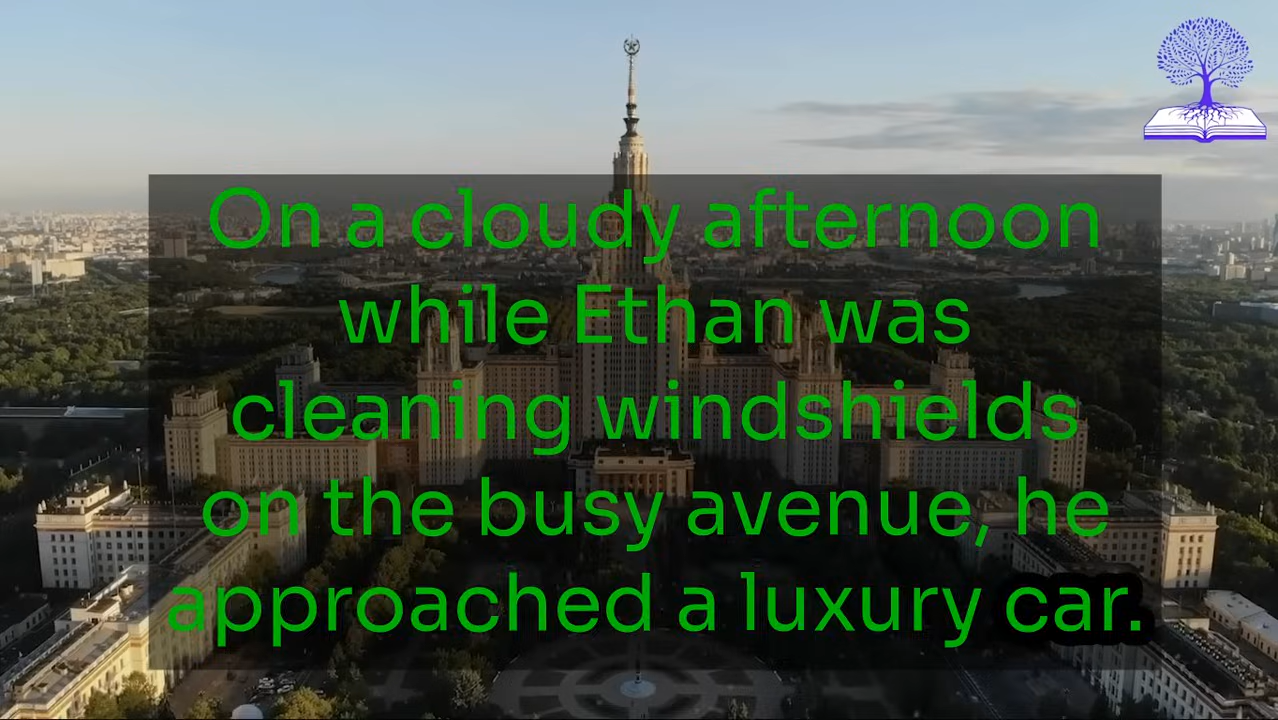 On a cloudy afternoon
while Ethan was
cleaning windshields
on the busy avenue, he
approached a luxury car.